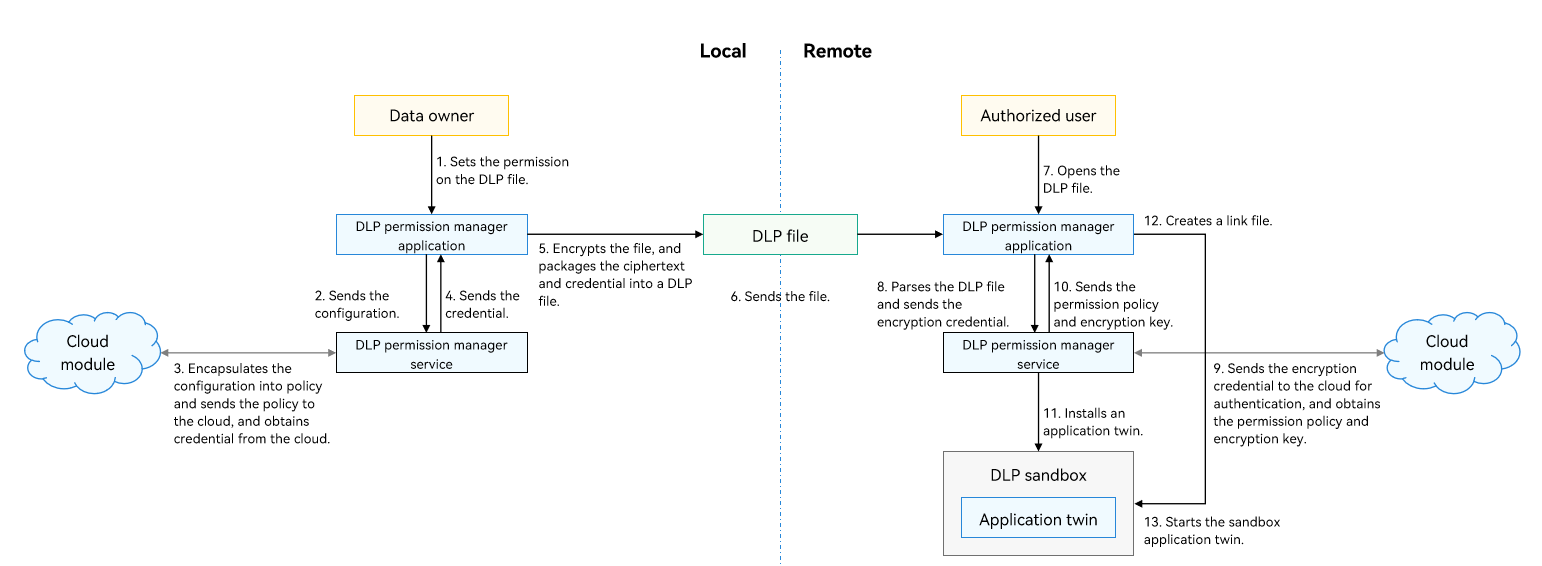 Local
Remote
Data owner
Authorized user
1. Sets the permission
on the DLP file.
7. Opens the
DLP file.
DLP permission manager
application
DLP file
DLP permission manager
application
12. Creates a link file.
5. Encrypts the file, and
packages the ciphertext
and credential into a DLP
file.
2. Sends the
configuration.
4. Sends the
credential.
6. Sends the file.
8. Parses the DLP file
and sends the
encryption credential.
10. Sends the
permission policy
and encryption key.
Cloud
module
DLP permission manager
service
DLP permission manager
service
Cloud
module
3. Encapsulates the
configuration into policy
and sends the policy to
the cloud, and obtains
credential from the cloud.
9. Sends the encryption
credential to the cloud for
authentication, and obtains
the permission policy and
encryption key.
11. Installs an
application twin.
DLP sandbox
Application twin
13. Starts the sandbox
application twin.